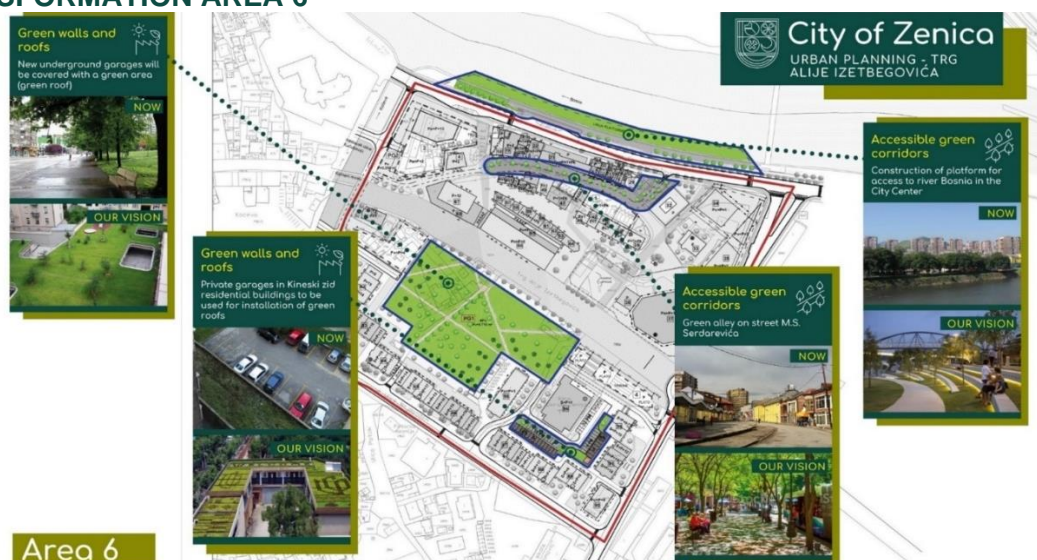 SFORMATION AREA 6
Green walls and
roofs
New underground garages will
be covered with a green area
(green roof)
NOW
OUR VISION
Green walls and
roofs
Private garages in Kineski zid
residential buildings to be
used for installation of green
roofs
NOW
OUR VISION
City of Zenica
URBAN PLANNING - TRG
ALIJE IZETBEGOVIĆA
Accessible green
corridors
Construction of platform for
access to river Bosnia in the
City Center
NOW
OUR VISION
Accessible green
corridors
Green alley on street M.S.
Serdarevića
NOW
OUR VISION
Area 6